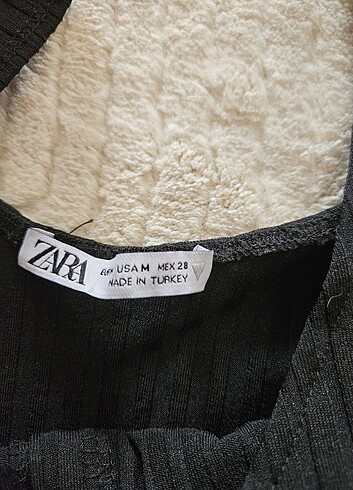 ZARA
EUR M USA M MEX 28
MADE IN TURKEY